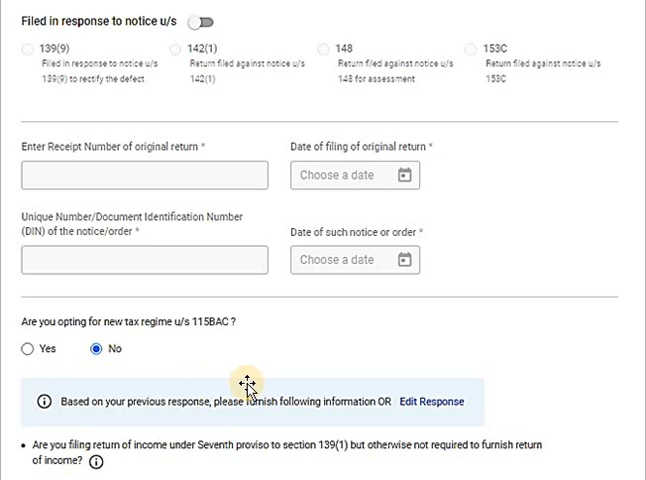 Filed in response to notice u/s
139(9) 142(1) 148 153C
Filed in response to notice u/s Return filed against notice u/s Return filed against notice u/s Return filed against notice u/s
139(9) to rectify the defect 142(1) 148 for assessment 153C
Enter Receipt Number of original return * Date of filing of original return *
Choose a date
Unique Number/Document Identification Number
(DIN) of the notice/order * Date of such notice or order *
Choose a date
Are you opting for new tax regime u/s 115BAC ?
Yes No
Based on your previous response, please furnish following information OR Edit Response
• Are you filing return of income under Seventh proviso to section 139(1) but otherwise not required to furnish return
of income?